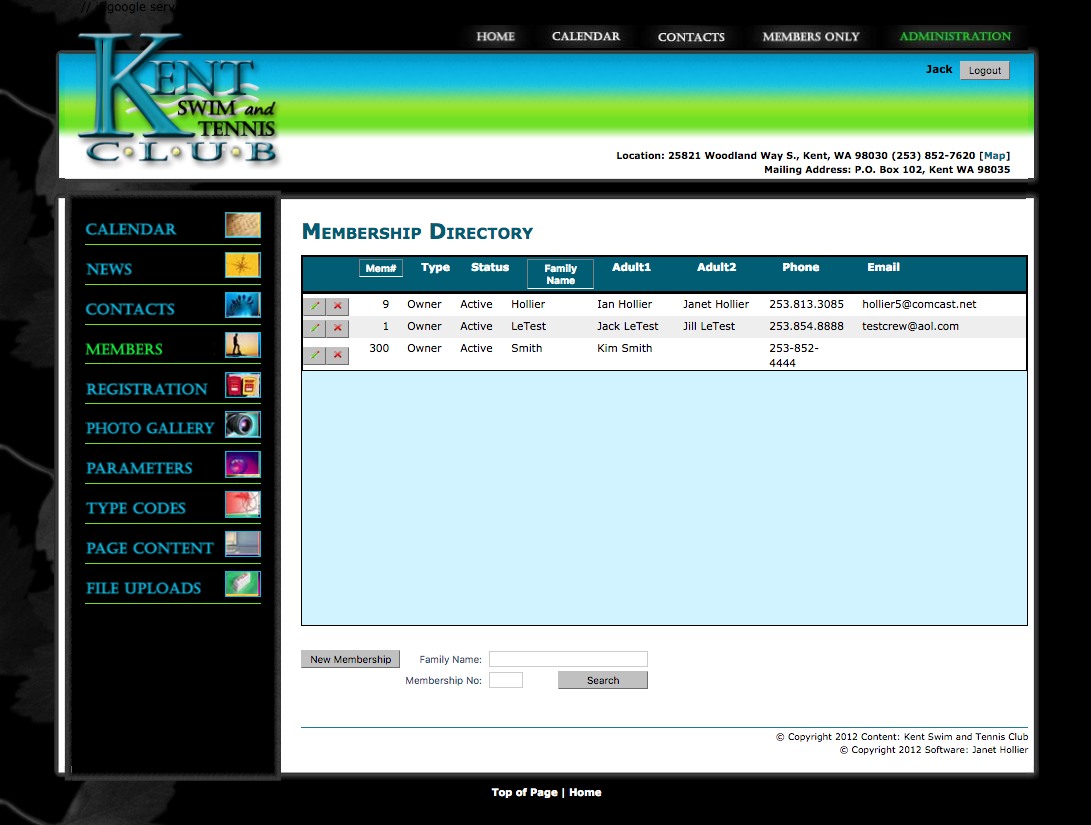 // if google serv
HOME CALENDAR CONTACTS MEMBERS ONLY ADMINISTRATION
KENT
SWIM and
TENNIS
C•L•U•B
Jack Logout
Location: 25821 Woodland Way S., Kent, WA 98030 (253) 852-7620 [Map]
Mailing Address: P.O. Box 102, Kent WA 98035
CALENDAR
NEWS
CONTACTS
MEMBERS
REGISTRATION
PHOTO GALLERY
PARAMETERS
TYPE CODES
PAGE CONTENT
FILE UPLOADS
Membership Directory
Mem# Type Status Family Name Adult1 Adult2 Phone Email
9 Owner Active Hollier Ian Hollier Janet Hollier 253.813.3085 hollier5@comcast.net
1 Owner Active LeTest Jack LeTest Jill LeTest 253.854.8888 testcrew@aol.com
300 Owner Active Smith Kim Smith 253-852-
4444
New Membership Family Name:
Membership No: Search
© Copyright 2012 Content: Kent Swim and Tennis Club
© Copyright 2012 Software: Janet Hollier
Top of Page | Home